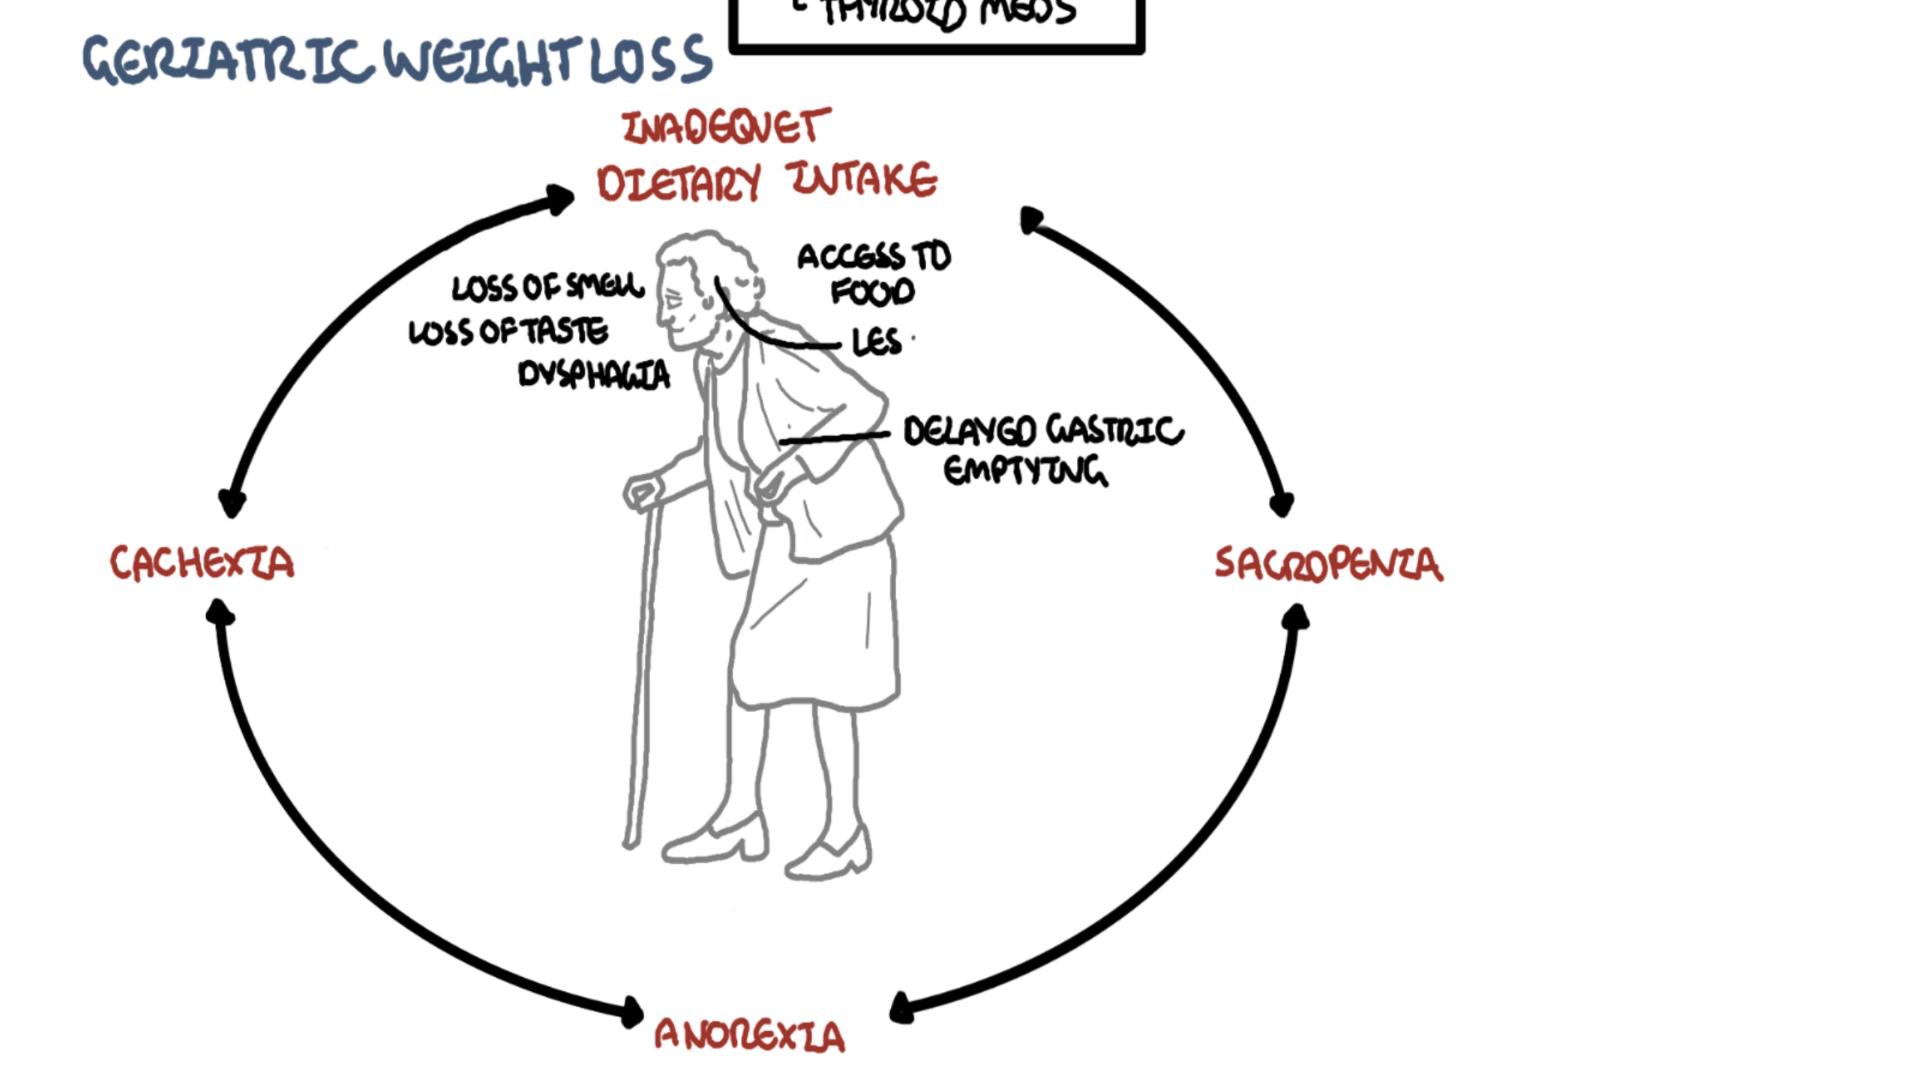 THYROID MEDS
GERIATRIC WEIGHT LOSS
INADEQUET
DIETARY INTAKE
ACCESS TO
FOOD
LOSS OF SMELL
LOSS OF TASTE
LES
DYSPHAGIA
DELAYED GASTRIC
EMPTYING
CACHEXIA
SACROPENIA
ANOREXIA